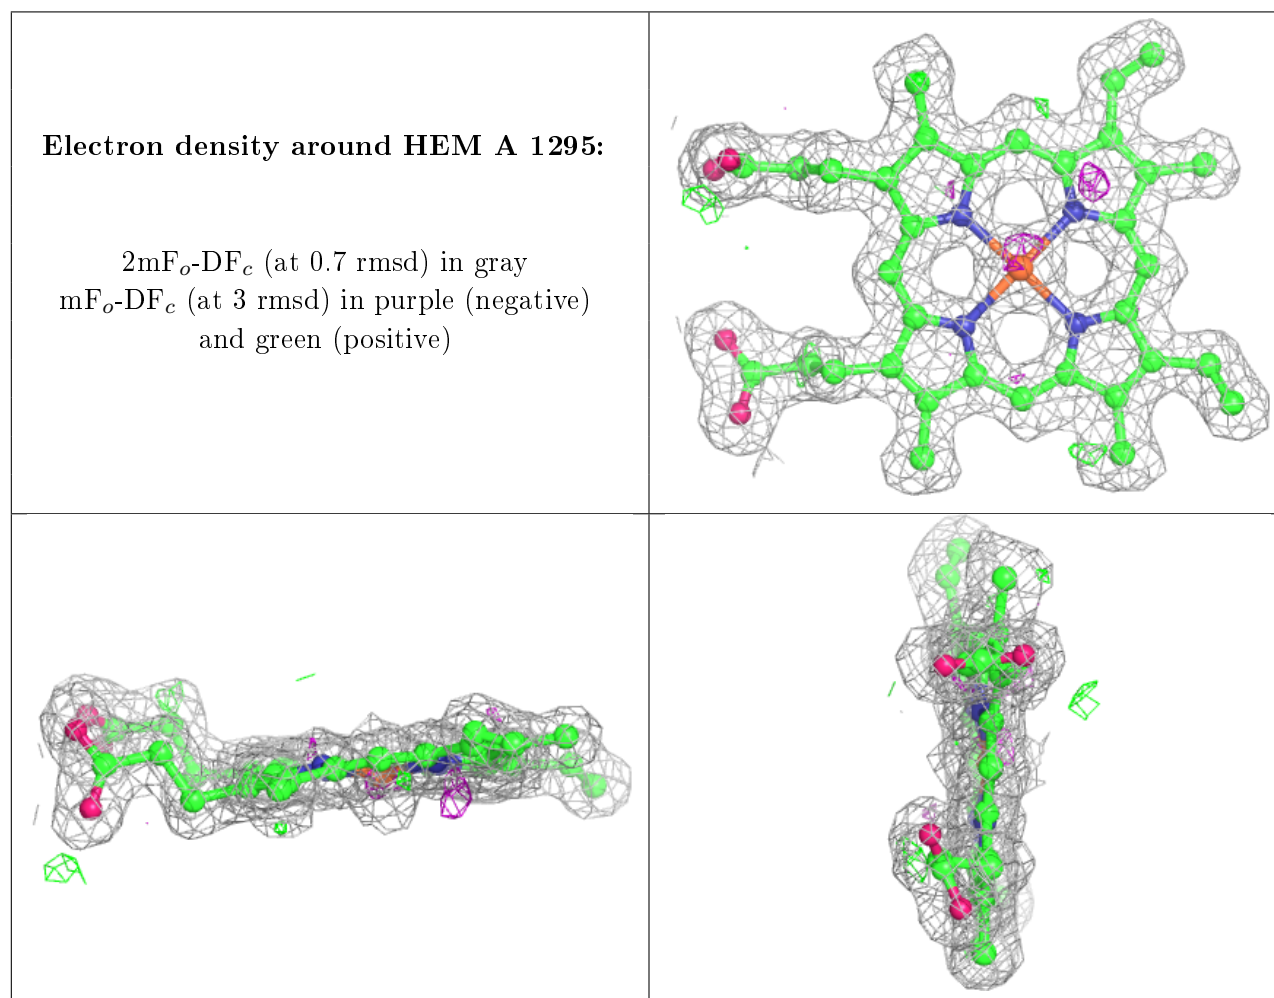 Electron density around HEM A 1295:
2mFo-DFc (at 0.7 rmsd) in gray
mFo-DFc (at 3 rmsd) in purple (negative)
and green (positive)